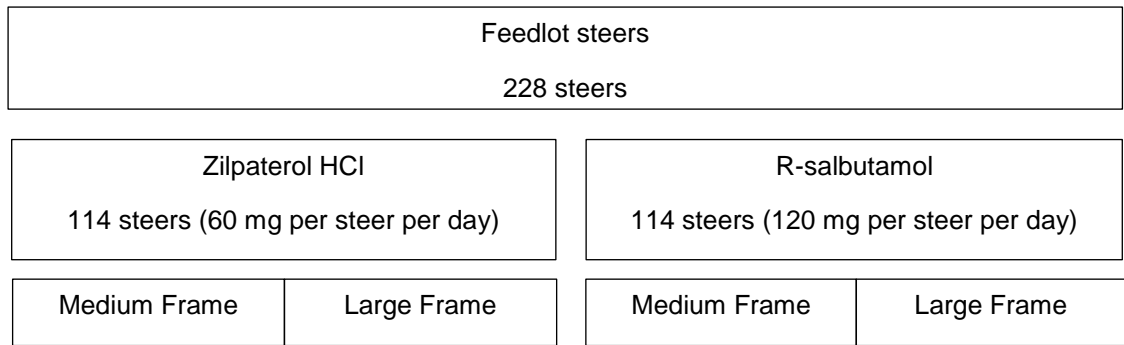 Feedlot steers
228 steers
Zilpaterol HCl
114 steers (60 mg per steer per day)
R-salbutamol
114 steers (120 mg per steer per day)
Medium Frame
Large Frame
Medium Frame
Large Frame